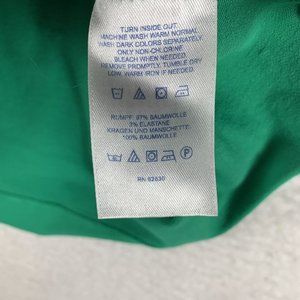 TURN INSIDE OUT.
MACHINE WASH WARM NORMAL.
WASH DARK COLORS SEPARATELY.
ONLY NON-CHLORINE
BLEACH WHEN NEEDED.
REMOVE PROMPTLY. TUMBLE DRY
LOW. WARM IRON IF NEEDED.
RUMPF: 97% BAUMWOLLE
3% ELASTANE
KRAGEN UND MANSCHETTE:
100% BAUMWOLLE
P
RN